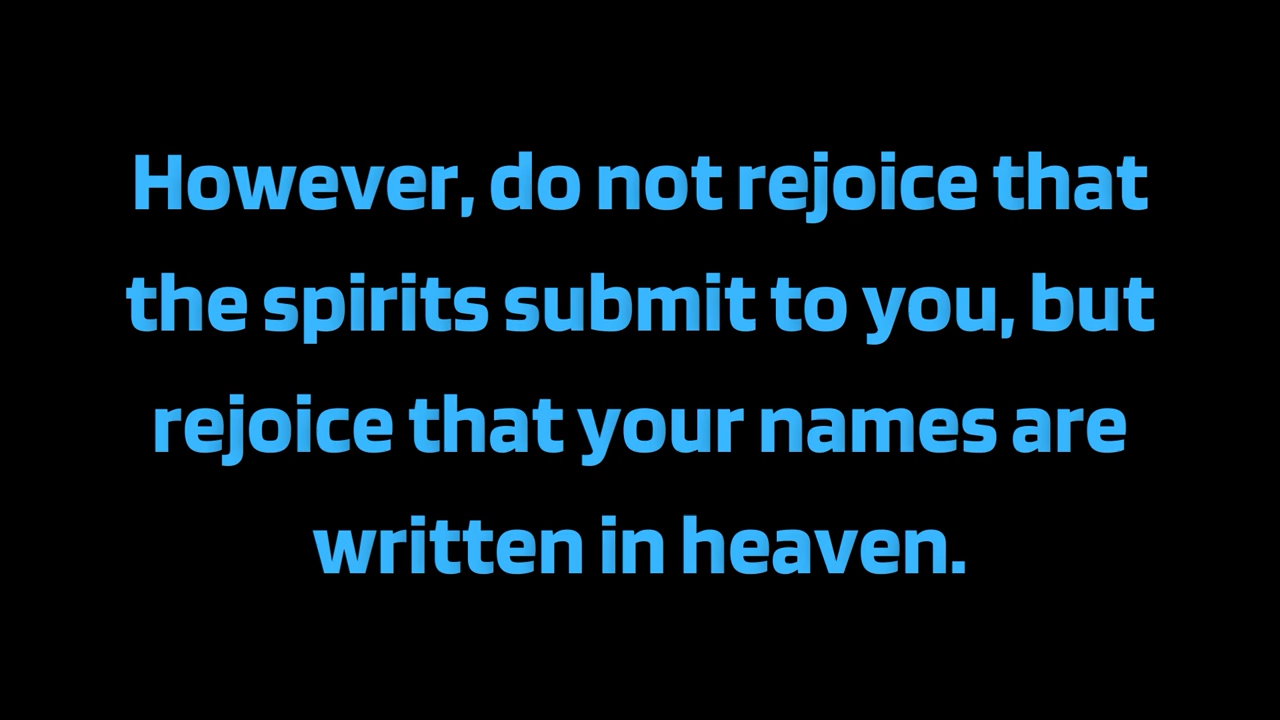 However, do not rejoice that
the spirits submit to you, but
rejoice that your names are
written in heaven.